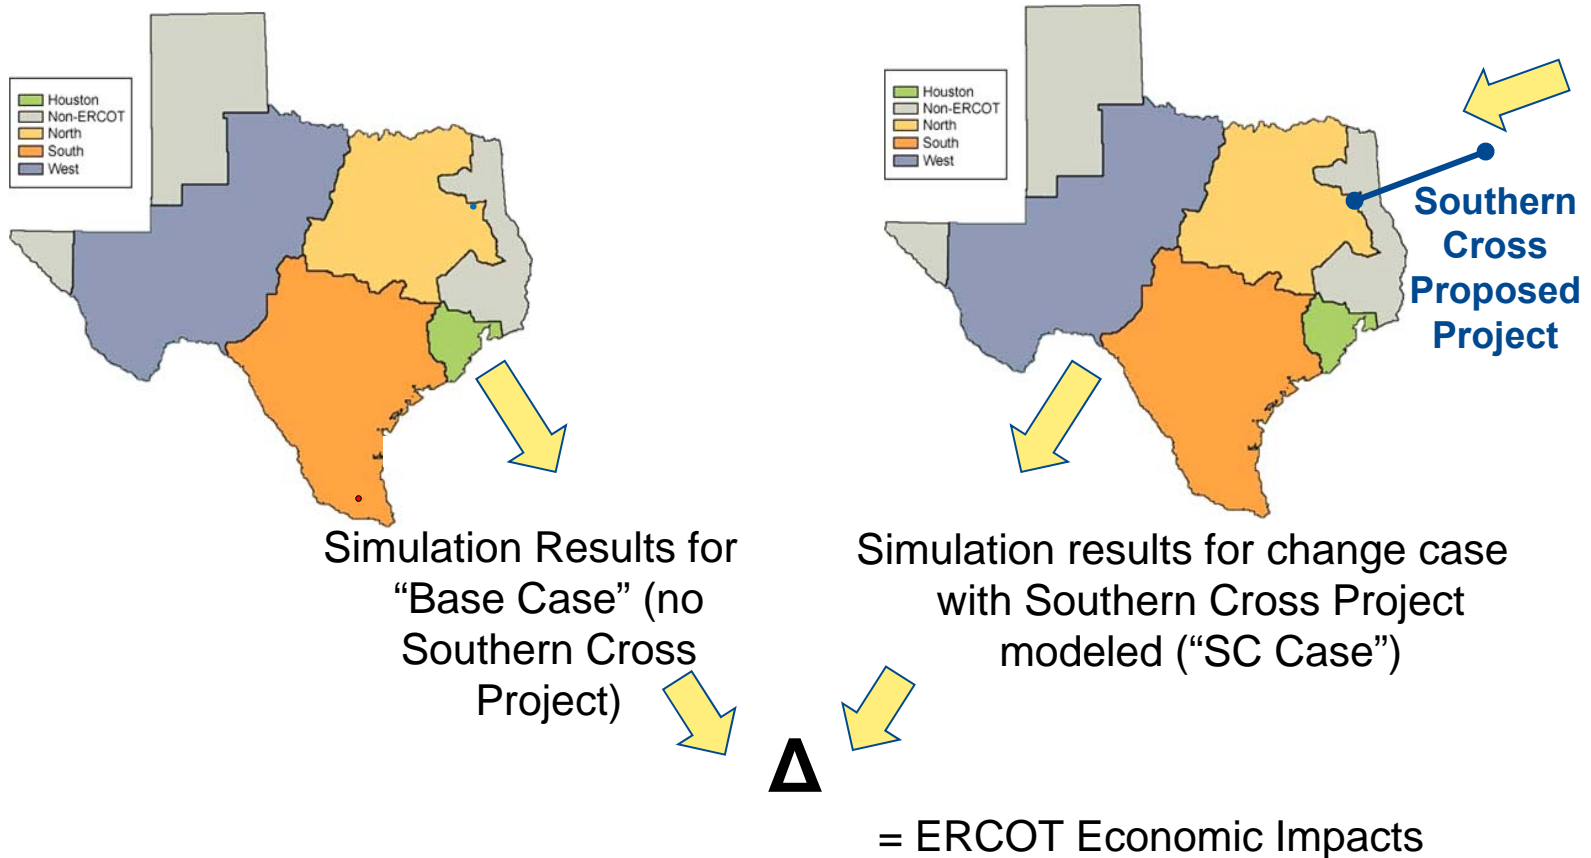 Houston
Non-ERCOT
North
South
West
Houston
Non-ERCOT
North
South
West
Southern
Cross
Proposed
Project
Simulation Results for
“Base Case” (no
Southern Cross
Project)
Simulation results for change case
with Southern Cross Project
modeled (“SC Case”)
Δ
= ERCOT Economic Impacts